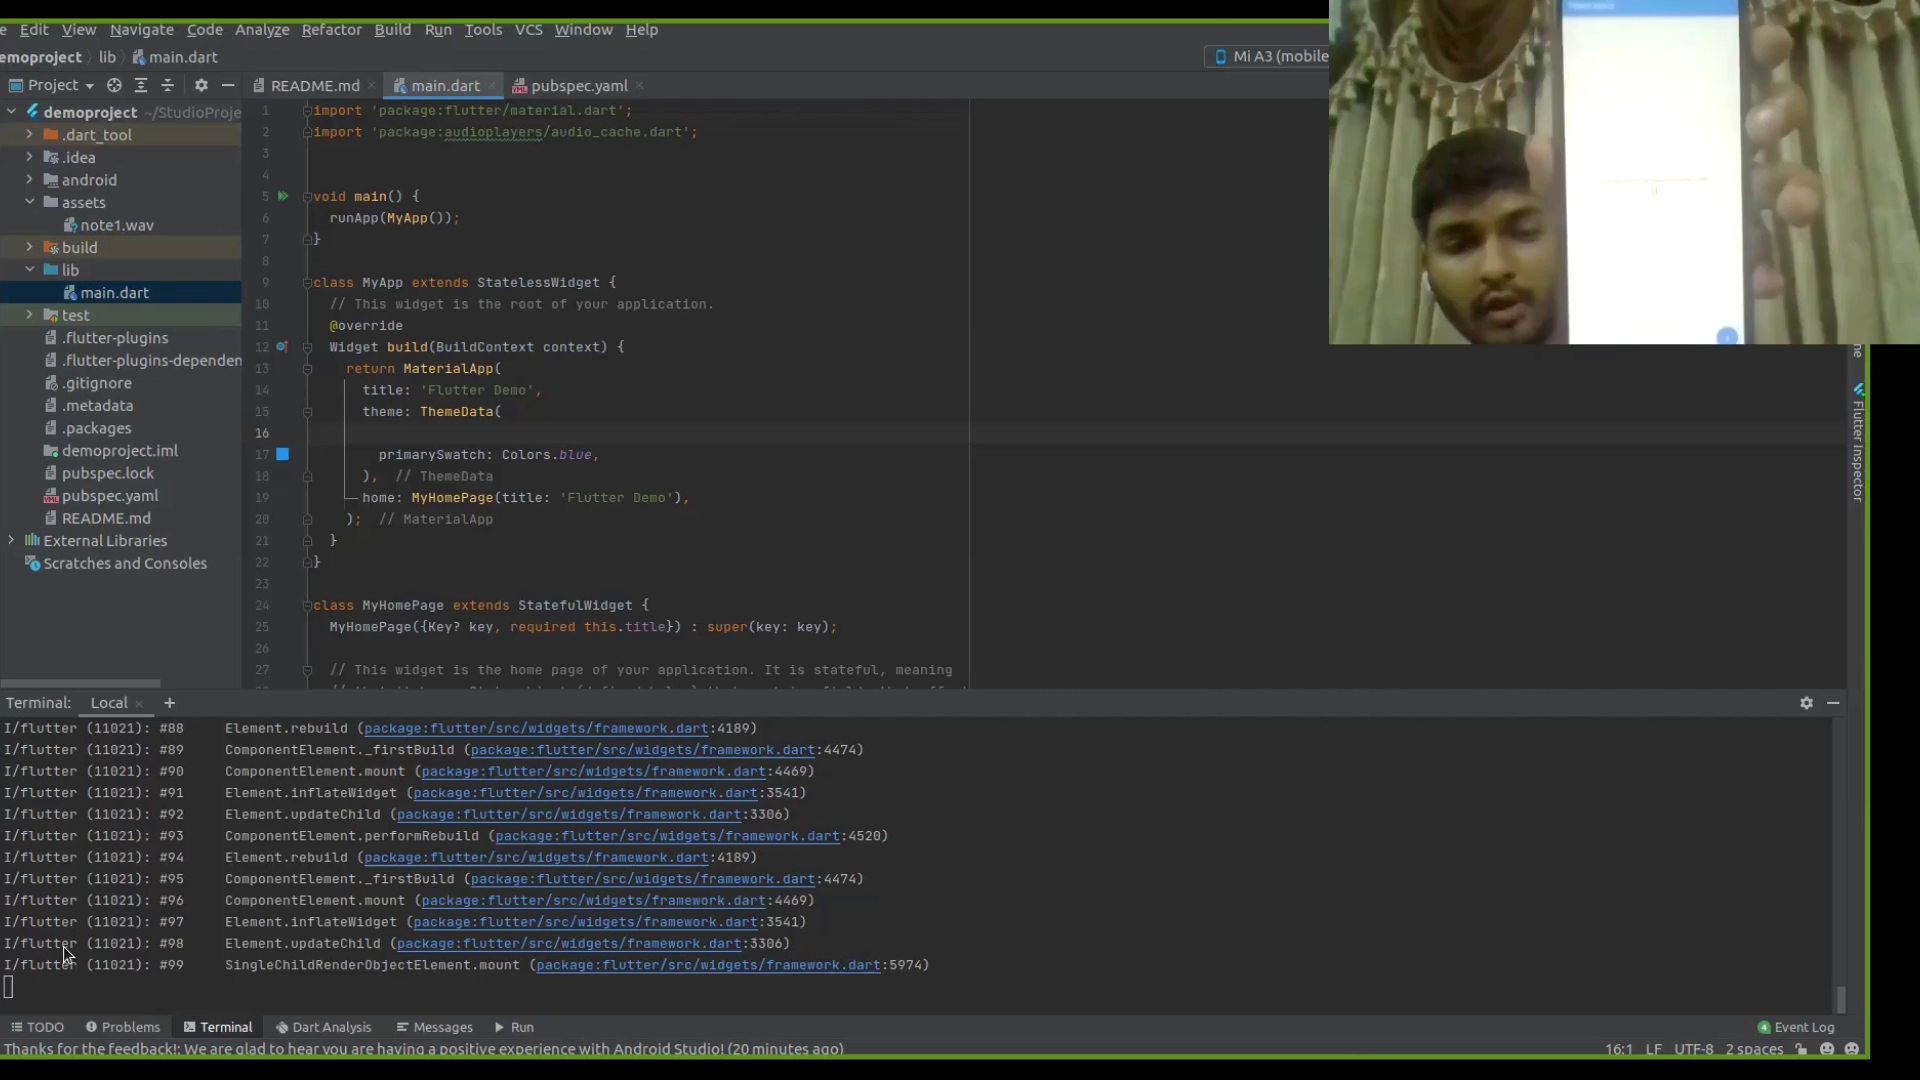 e Edit View Navigate Code Analyze Refactor Build Run Tools VCS Window Help
emoproject lib main.dart Mi A3 (mobile
Project README.md main.dart pubspec.yaml
demoproject ~/StudioProje
.dart_tool
.idea
android
assets
note1.wav
build
lib
main.dart
test
.flutter-plugins
.flutter-plugins-dependen
.gitignore
.metadata
.packages
demoproject.iml
pubspec.lock
pubspec.yaml
README.md
External Libraries
Scratches and Consoles
1 import 'package:flutter/material.dart';
2 import 'package:audioplayers/audio_cache.dart';
3
4
5 void main() {
6 runApp(MyApp());
7 }
8
9 class MyApp extends StatelessWidget {
10 // This widget is the root of your application.
11 @override
12 Widget build(BuildContext context) {
13 return MaterialApp(
14 title: 'Flutter Demo',
15 theme: ThemeData(
16
17 primarySwatch: Colors.blue,
18 ), // ThemeData
19 home: MyHomePage(title: 'Flutter Demo'),
20 ); // MaterialApp
21 }
22 }
23
24 class MyHomePage extends StatefulWidget {
25 MyHomePage({Key? key, required this.title}) : super(key: key);
26
27 // This widget is the home page of your application. It is stateful, meaning
Flutter Inspector
Terminal: Local +
I/flutter (11021): #88 Element.rebuild (package:flutter/src/widgets/framework.dart:4189)
I/flutter (11021): #89 ComponentElement._firstBuild (package:flutter/src/widgets/framework.dart:4474)
I/flutter (11021): #90 ComponentElement.mount (package:flutter/src/widgets/framework.dart:4469)
I/flutter (11021): #91 Element.inflateWidget (package:flutter/src/widgets/framework.dart:3541)
I/flutter (11021): #92 Element.updateChild (package:flutter/src/widgets/framework.dart:3306)
I/flutter (11021): #93 ComponentElement.performRebuild (package:flutter/src/widgets/framework.dart:4520)
I/flutter (11021): #94 Element.rebuild (package:flutter/src/widgets/framework.dart:4189)
I/flutter (11021): #95 ComponentElement._firstBuild (package:flutter/src/widgets/framework.dart:4474)
I/flutter (11021): #96 ComponentElement.mount (package:flutter/src/widgets/framework.dart:4469)
I/flutter (11021): #97 Element.inflateWidget (package:flutter/src/widgets/framework.dart:3541)
I/flutter (11021): #98 Element.updateChild (package:flutter/src/widgets/framework.dart:3306)
I/flutter (11021): #99 SingleChildRenderObjectElement.mount (package:flutter/src/widgets/framework.dart:5974)
TODO Problems Terminal Dart Analysis Messages Run 4 Event Log
Thanks for the feedback!: We are glad to hear you are having a positive experience with Android Studio! (20 minutes ago) 16:1 LF UTF-8 2 spaces